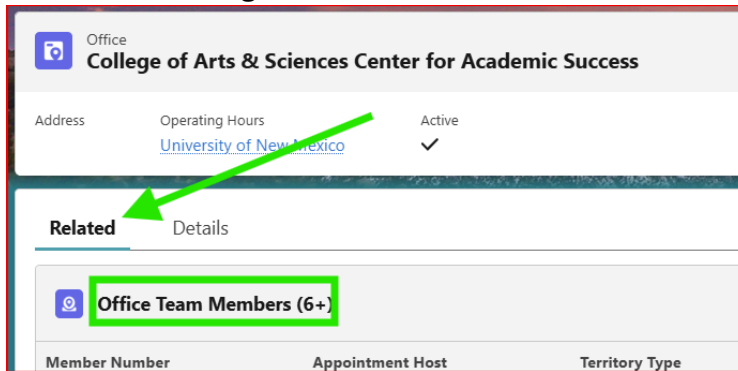 Office
College of Arts & Sciences Center for Academic Success
Address Operating Hours Active
University of New Mexico
Related Details
Office Team Members (6+)
Member Number Appointment Host Territory Type